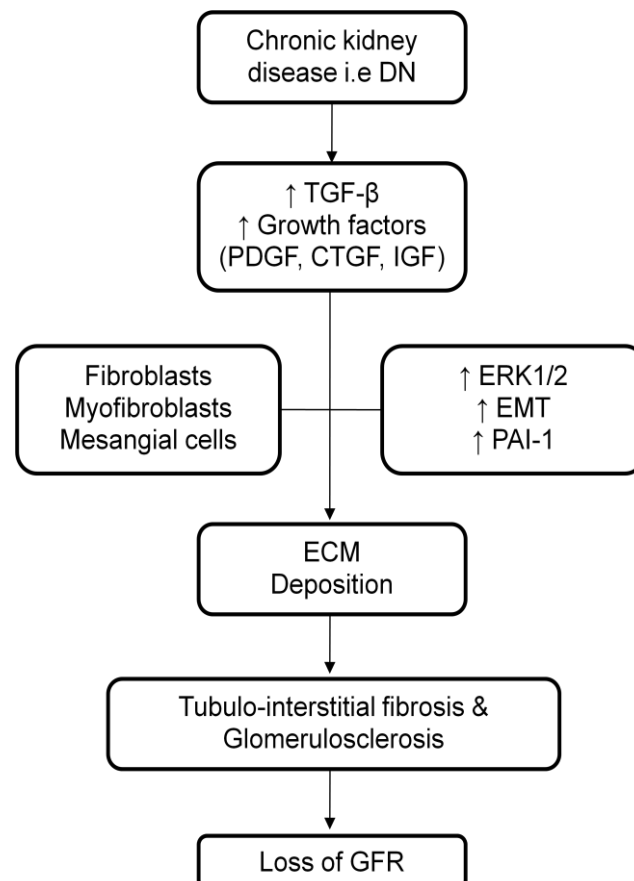 Chronic kidney
disease i.e DN
↑ TGF-β
↑ Growth factors
(PDGF, CTGF, IGF)
Fibroblasts
Myofibroblasts
Mesangial cells
↑ ERK1/2
↑ EMT
↑ PAI-1
ECM
Deposition
Tubulo-interstitial fibrosis &
Glomerulosclerosis
Loss of GFR